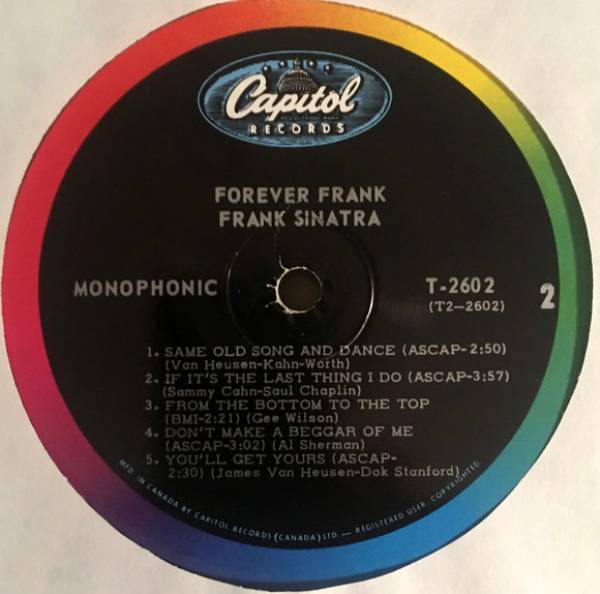 Capitol
RECORDS
FOREVER FRANK
FRANK SINATRA
MONOPHONIC
T-2602
(T2-2602)
2
1. SAME OLD SONG AND DANCE (ASCAP-2:50)
(Van Heusen-Kahn-Worth)
2. IF IT'S THE LAST THING I DO (ASCAP-3:57)
(Sammy Cahn-Saul Chaplin)
3. FROM THE BOTTOM TO THE TOP
(BMI-2:21) (Gee Wilson)
4. DON'T MAKE A BEGGAR OF ME
(ASCAP-3:02) (Al Sherman)
5. YOU'LL GET YOURS (ASCAP-
2:30) (James Van Heusen-Dok Stanford)
MFD. IN CANADA BY CAPITOL RECORDS (CANADA) LTD. — REGISTERED USER. COPYRIGHTED